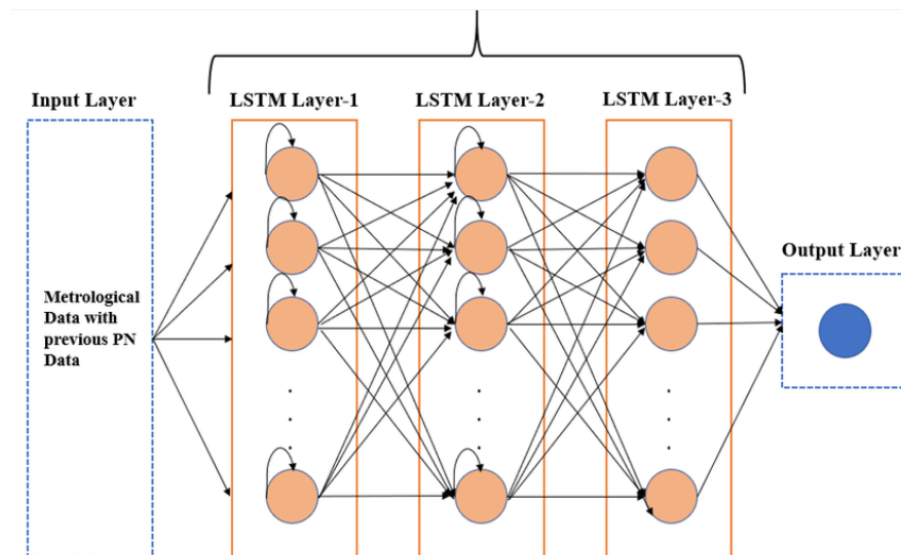 Input Layer
LSTM Layer-1
LSTM Layer-2
LSTM Layer-3
Metrological
Data with
previous PN
Data
Output Layer